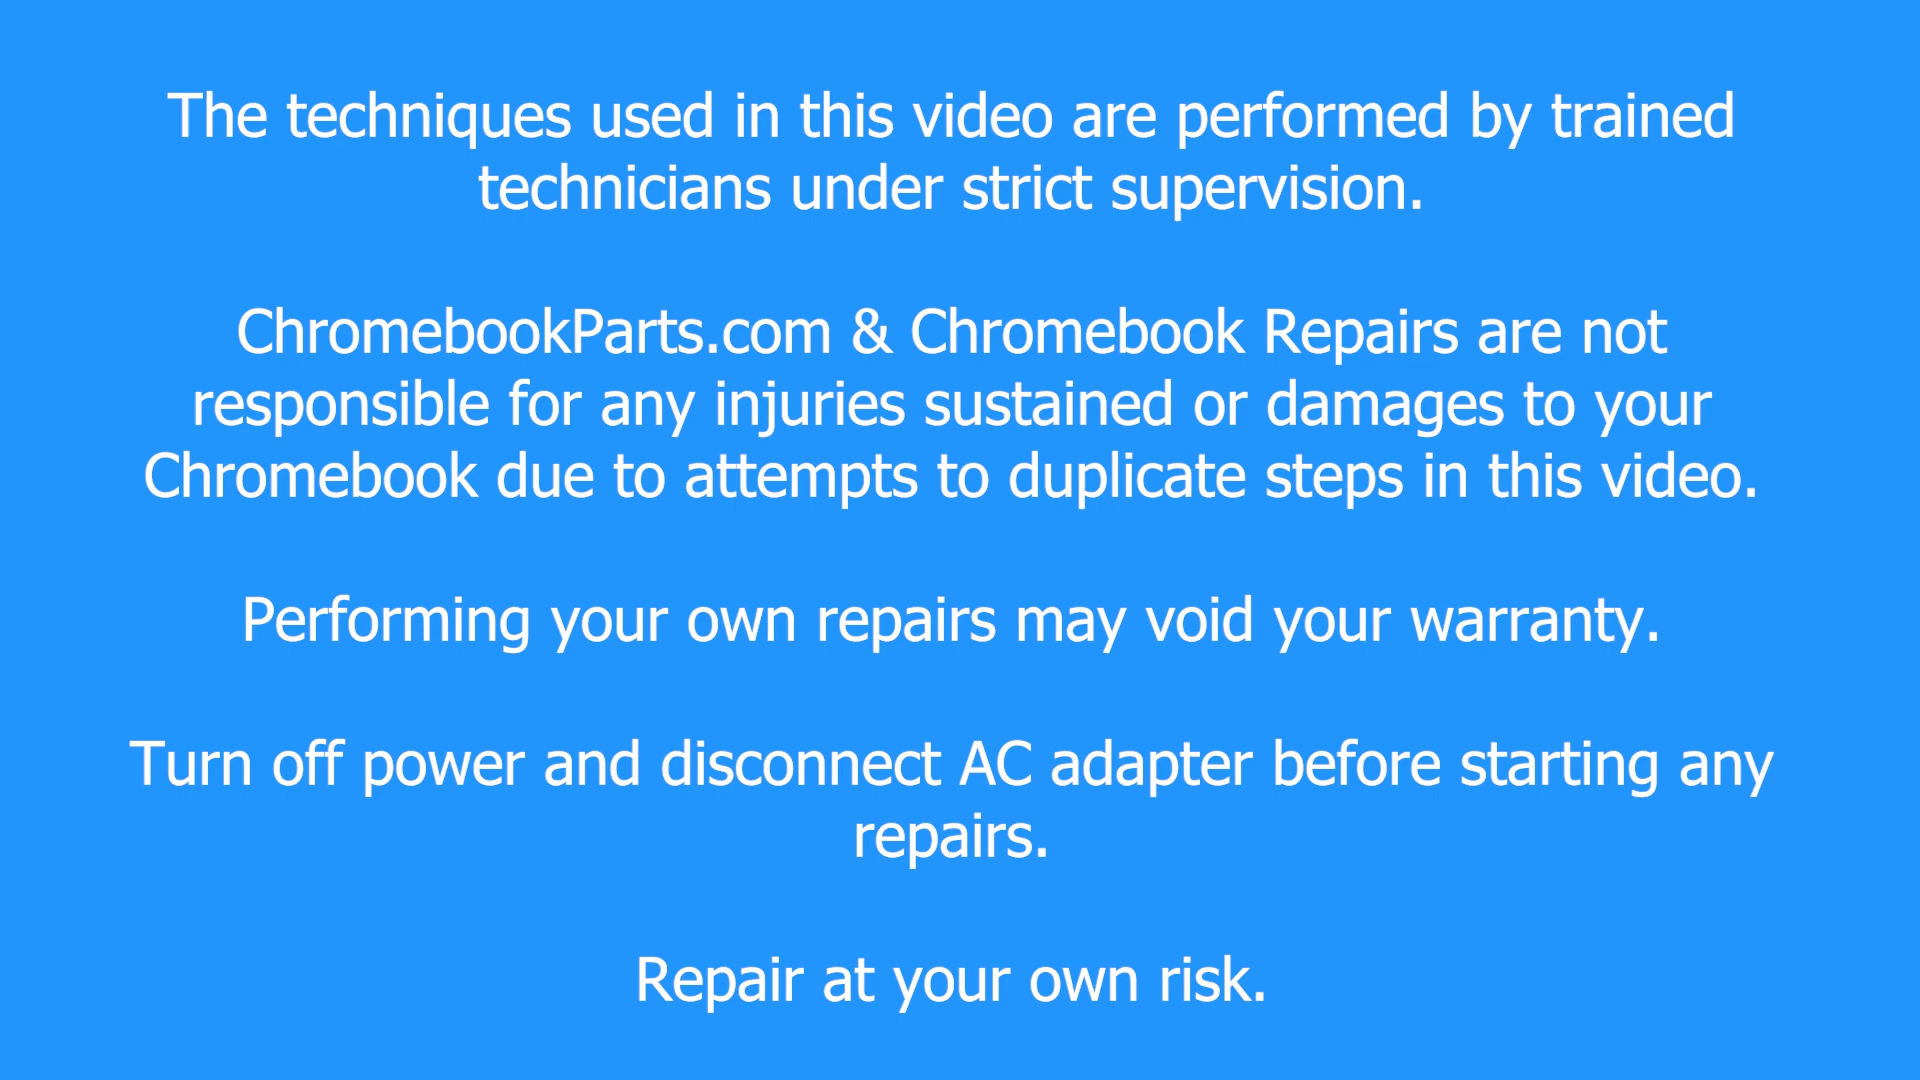 The techniques used in this video are performed by trained
technicians under strict supervision.
ChromebookParts.com & Chromebook Repairs are not
responsible for any injuries sustained or damages to your
Chromebook due to attempts to duplicate steps in this video.
Performing your own repairs may void your warranty.
Turn off power and disconnect AC adapter before starting any
repairs.
Repair at your own risk.